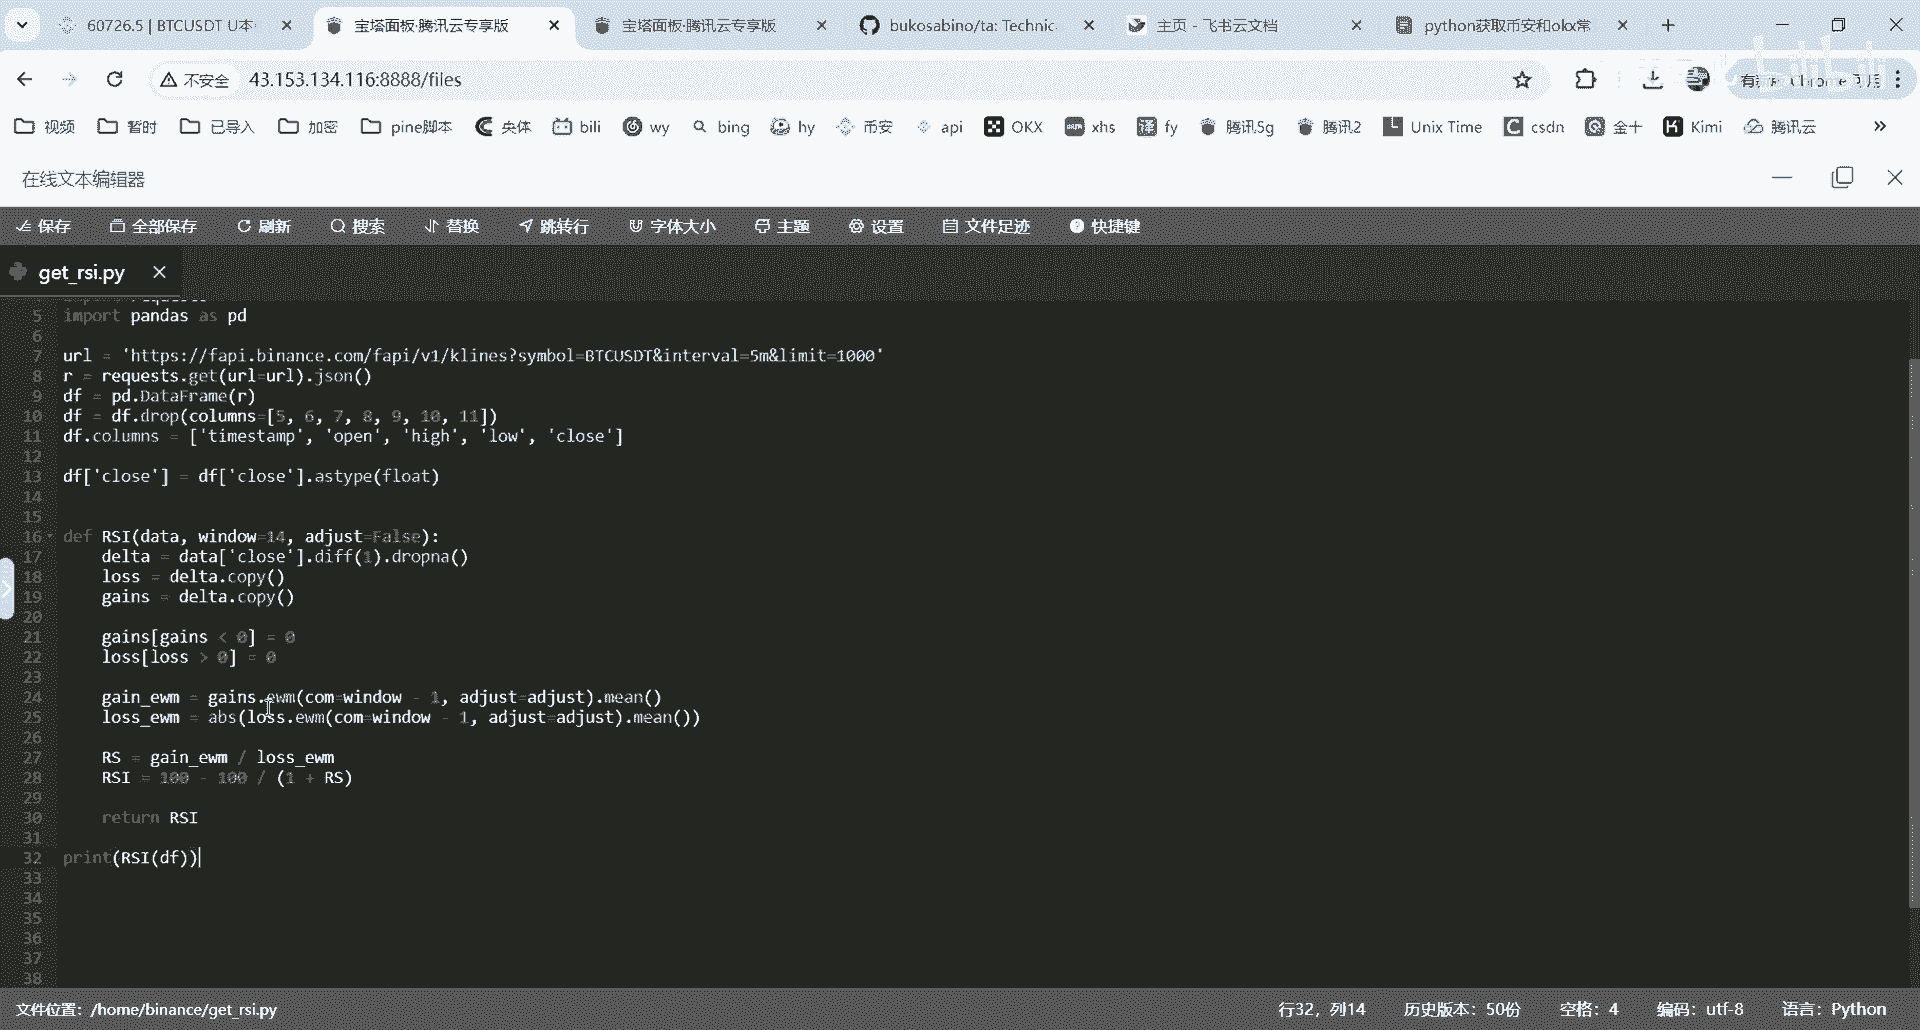 60726.5 | BTCUSDT U本
宝塔面板·腾讯云专享版
宝塔面板·腾讯云专享版
bukosabino/ta: Technic
主页 - 飞书云文档
python获取币安和okx常
不安全 43.153.134.116:8888/files
视频 暂时 已导入 加密 pine脚本 央体 bili wy bing hy 币安 api OKX xhs fy 腾讯5g 腾讯2 Unix Time csdn 金十 Kimi 腾讯云 »
在线文本编辑器
保存 全部保存 刷新 搜索 替换 跳转行 字体大小 主题 设置 文件足迹 快捷键
get_rsi.py
5 import pandas as pd
6
7 url = 'https://fapi.binance.com/fapi/v1/klines?symbol=BTCUSDT&interval=5m&limit=1000'
8 r = requests.get(url=url).json()
9 df = pd.DataFrame(r)
10 df = df.drop(columns=[5, 6, 7, 8, 9, 10, 11])
11 df.columns = ['timestamp', 'open', 'high', 'low', 'close']
12
13 df['close'] = df['close'].astype(float)
14
15
16 def RSI(data, window=14, adjust=False):
17     delta = data['close'].diff(1).dropna()
18     loss = delta.copy()
19     gains = delta.copy()
20
21     gains[gains < 0] = 0
22     loss[loss > 0] = 0
23
24     gain_ewm = gains.ewm(com=window - 1, adjust=adjust).mean()
25     loss_ewm = abs(loss.ewm(com=window - 1, adjust=adjust).mean())
26
27     RS = gain_ewm / loss_ewm
28     RSI = 100 - 100 / (1 + RS)
29
30     return RSI
31
32 print(RSI(df))
33
34
35
36
37
38
文件位置：/home/binance/get_rsi.py 行32，列14 历史版本：50份 空格：4 编码：utf-8 语言：Python